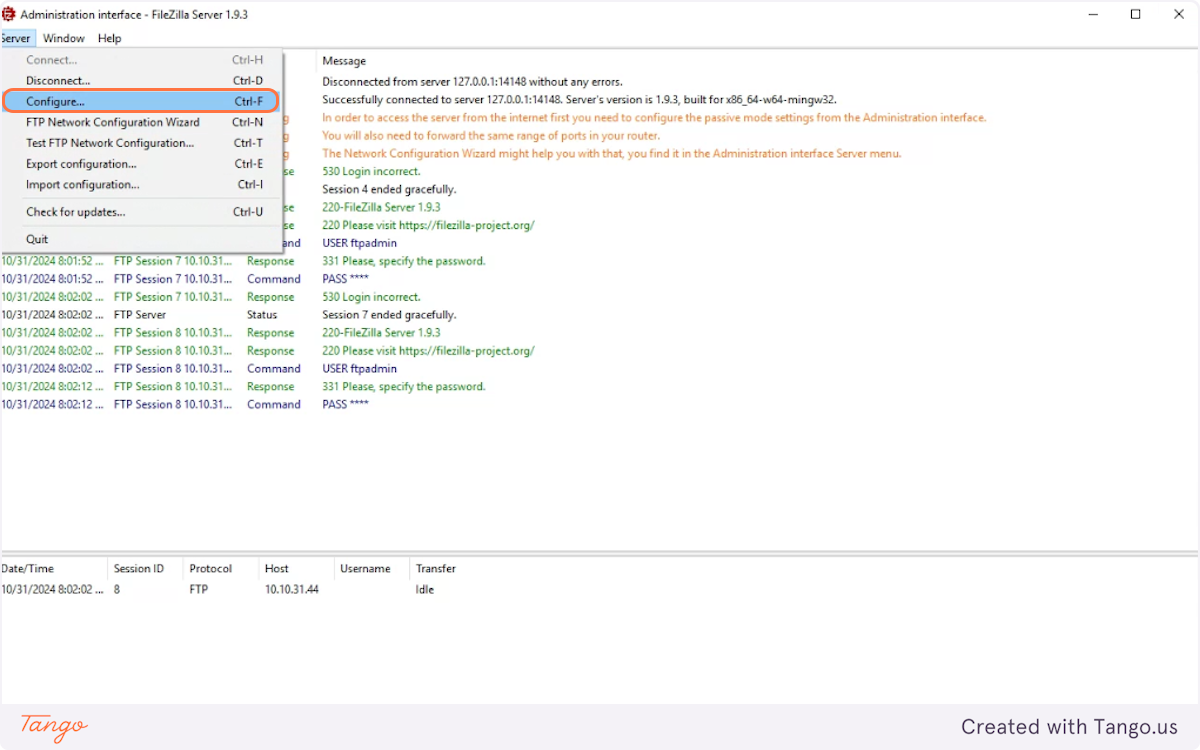 Administration interface - FileZilla Server 1.9.3
Server Window Help
Connect... Ctrl-H
Disconnect... Ctrl-D
Configure... Ctrl-F
FTP Network Configuration Wizard Ctrl-N
Test FTP Network Configuration... Ctrl-T
Export configuration... Ctrl-E
Import configuration... Ctrl-I
Check for updates... Ctrl-U
Quit
Message
Disconnected from server 127.0.0.1:14148 without any errors.
Successfully connected to server 127.0.0.1:14148. Server's version is 1.9.3, built for x86_64-w64-mingw32.
g In order to access the server from the internet first you need to configure the passive mode settings from the Administration interface.
g You will also need to forward the same range of ports in your router.
g The Network Configuration Wizard might help you with that, you find it in the Administration interface Server menu.
se 530 Login incorrect.
Session 4 ended gracefully.
se 220-FileZilla Server 1.9.3
se 220 Please visit https://filezilla-project.org/
and USER ftpadmin
10/31/2024 8:01:52 ... FTP Session 7 10.10.31... Response 331 Please, specify the password.
10/31/2024 8:01:52 ... FTP Session 7 10.10.31... Command PASS ****
10/31/2024 8:02:02 ... FTP Session 7 10.10.31... Response 530 Login incorrect.
10/31/2024 8:02:02 ... FTP Server Status Session 7 ended gracefully.
10/31/2024 8:02:02 ... FTP Session 8 10.10.31... Response 220-FileZilla Server 1.9.3
10/31/2024 8:02:02 ... FTP Session 8 10.10.31... Response 220 Please visit https://filezilla-project.org/
10/31/2024 8:02:02 ... FTP Session 8 10.10.31... Command USER ftpadmin
10/31/2024 8:02:12 ... FTP Session 8 10.10.31... Response 331 Please, specify the password.
10/31/2024 8:02:12 ... FTP Session 8 10.10.31... Command PASS ****
Date/Time Session ID Protocol Host Username Transfer
10/31/2024 8:02:02 ... 8 FTP 10.10.31.44 Idle
Tango Created with Tango.us